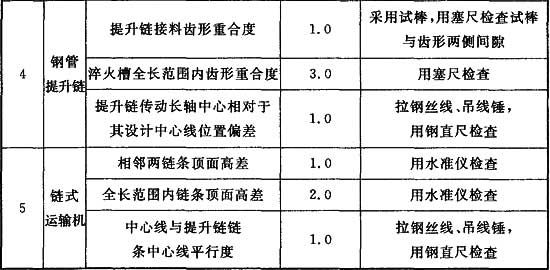 提升链接料齿形重合度 1.0 采用试棒,用塞尺检查试棒
与齿形两侧间隙
4 钢管
提升链 淬火槽全长范围内齿形重合度 3.0 用塞尺检查
提升链传动长轴中心相对于
其设计中心线位置偏差 1.0 拉钢丝线、吊线锤,
用钢直尺检查
相邻两链条顶面高差 1.0 用水准仪检查
5 链式
运输机 全长范围内链条顶面高差 2.0 用水准仪检查
中心线与提升链链
条中心线平行度 1.0 拉钢丝线、吊线锤,
用钢直尺检查